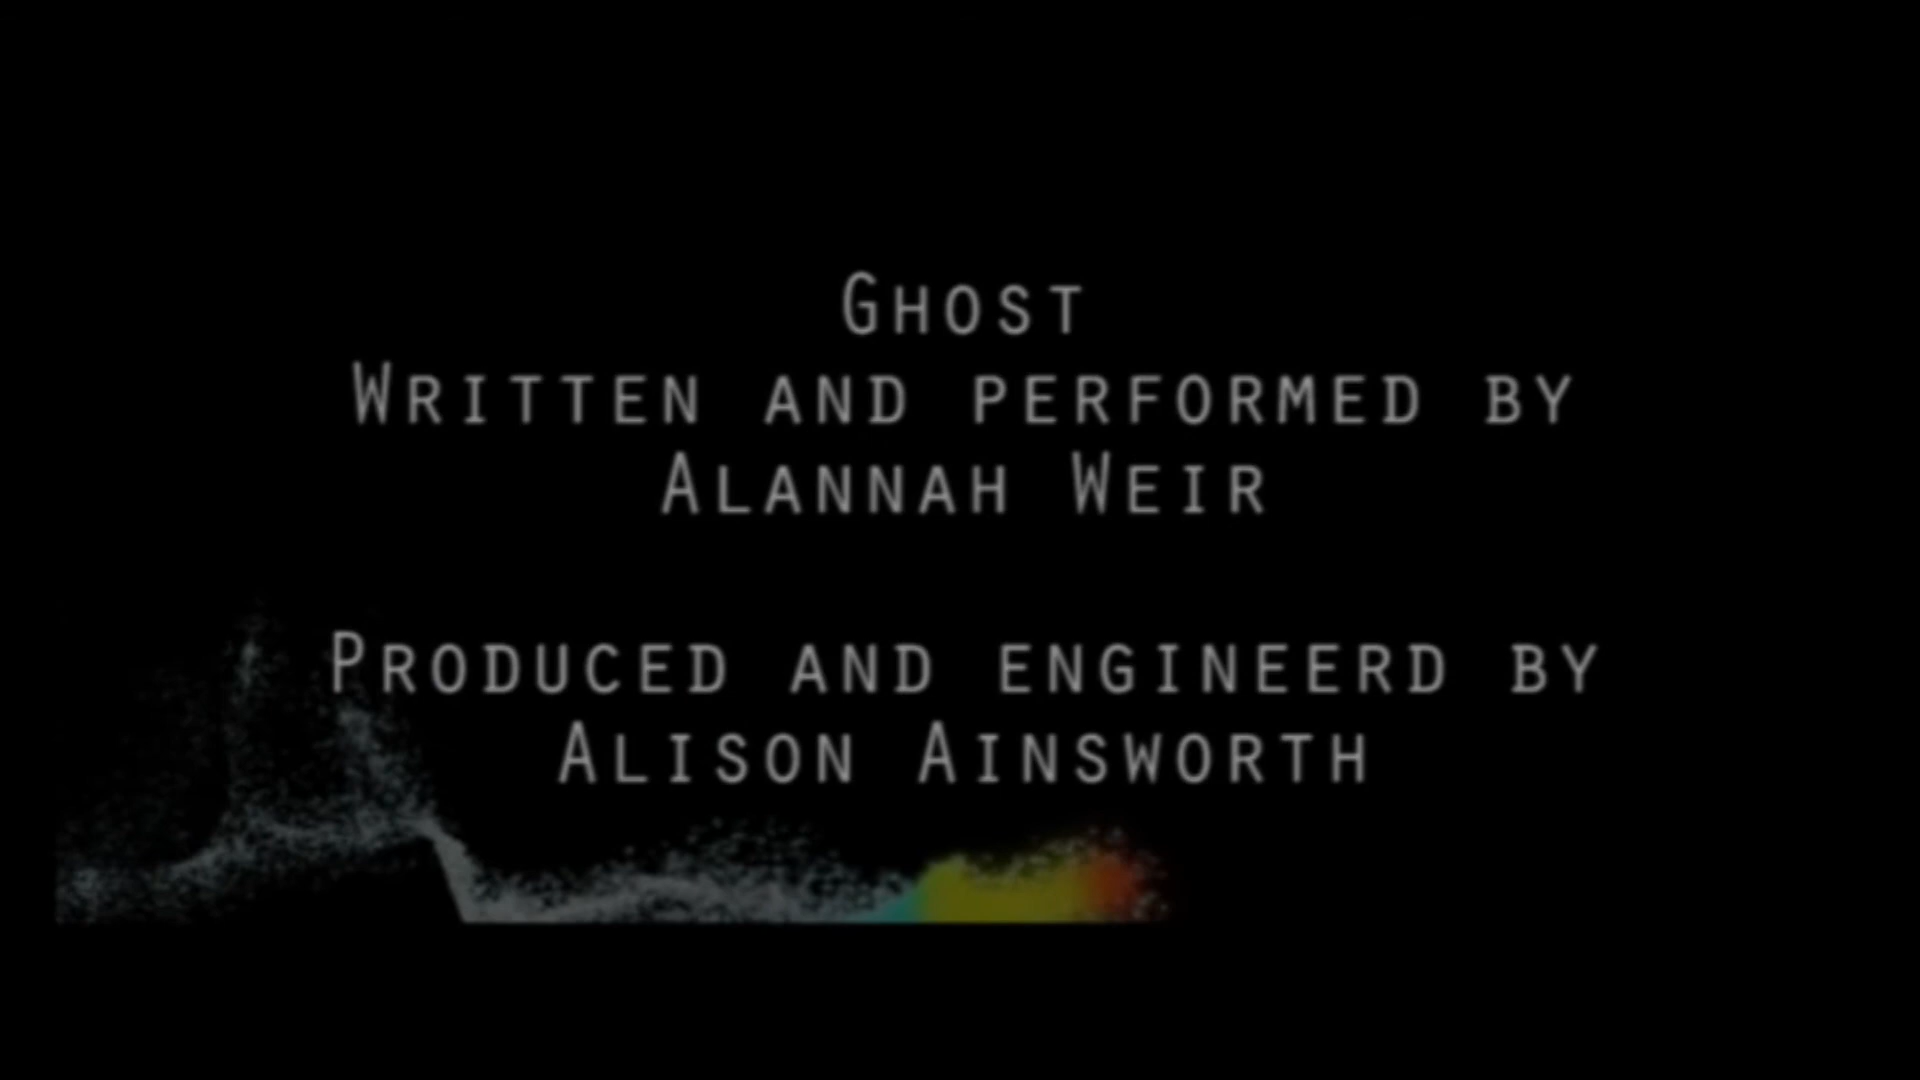 Ghost
Written and performed by
Alannah Weir
Produced and engineerd by
Alison Ainsworth